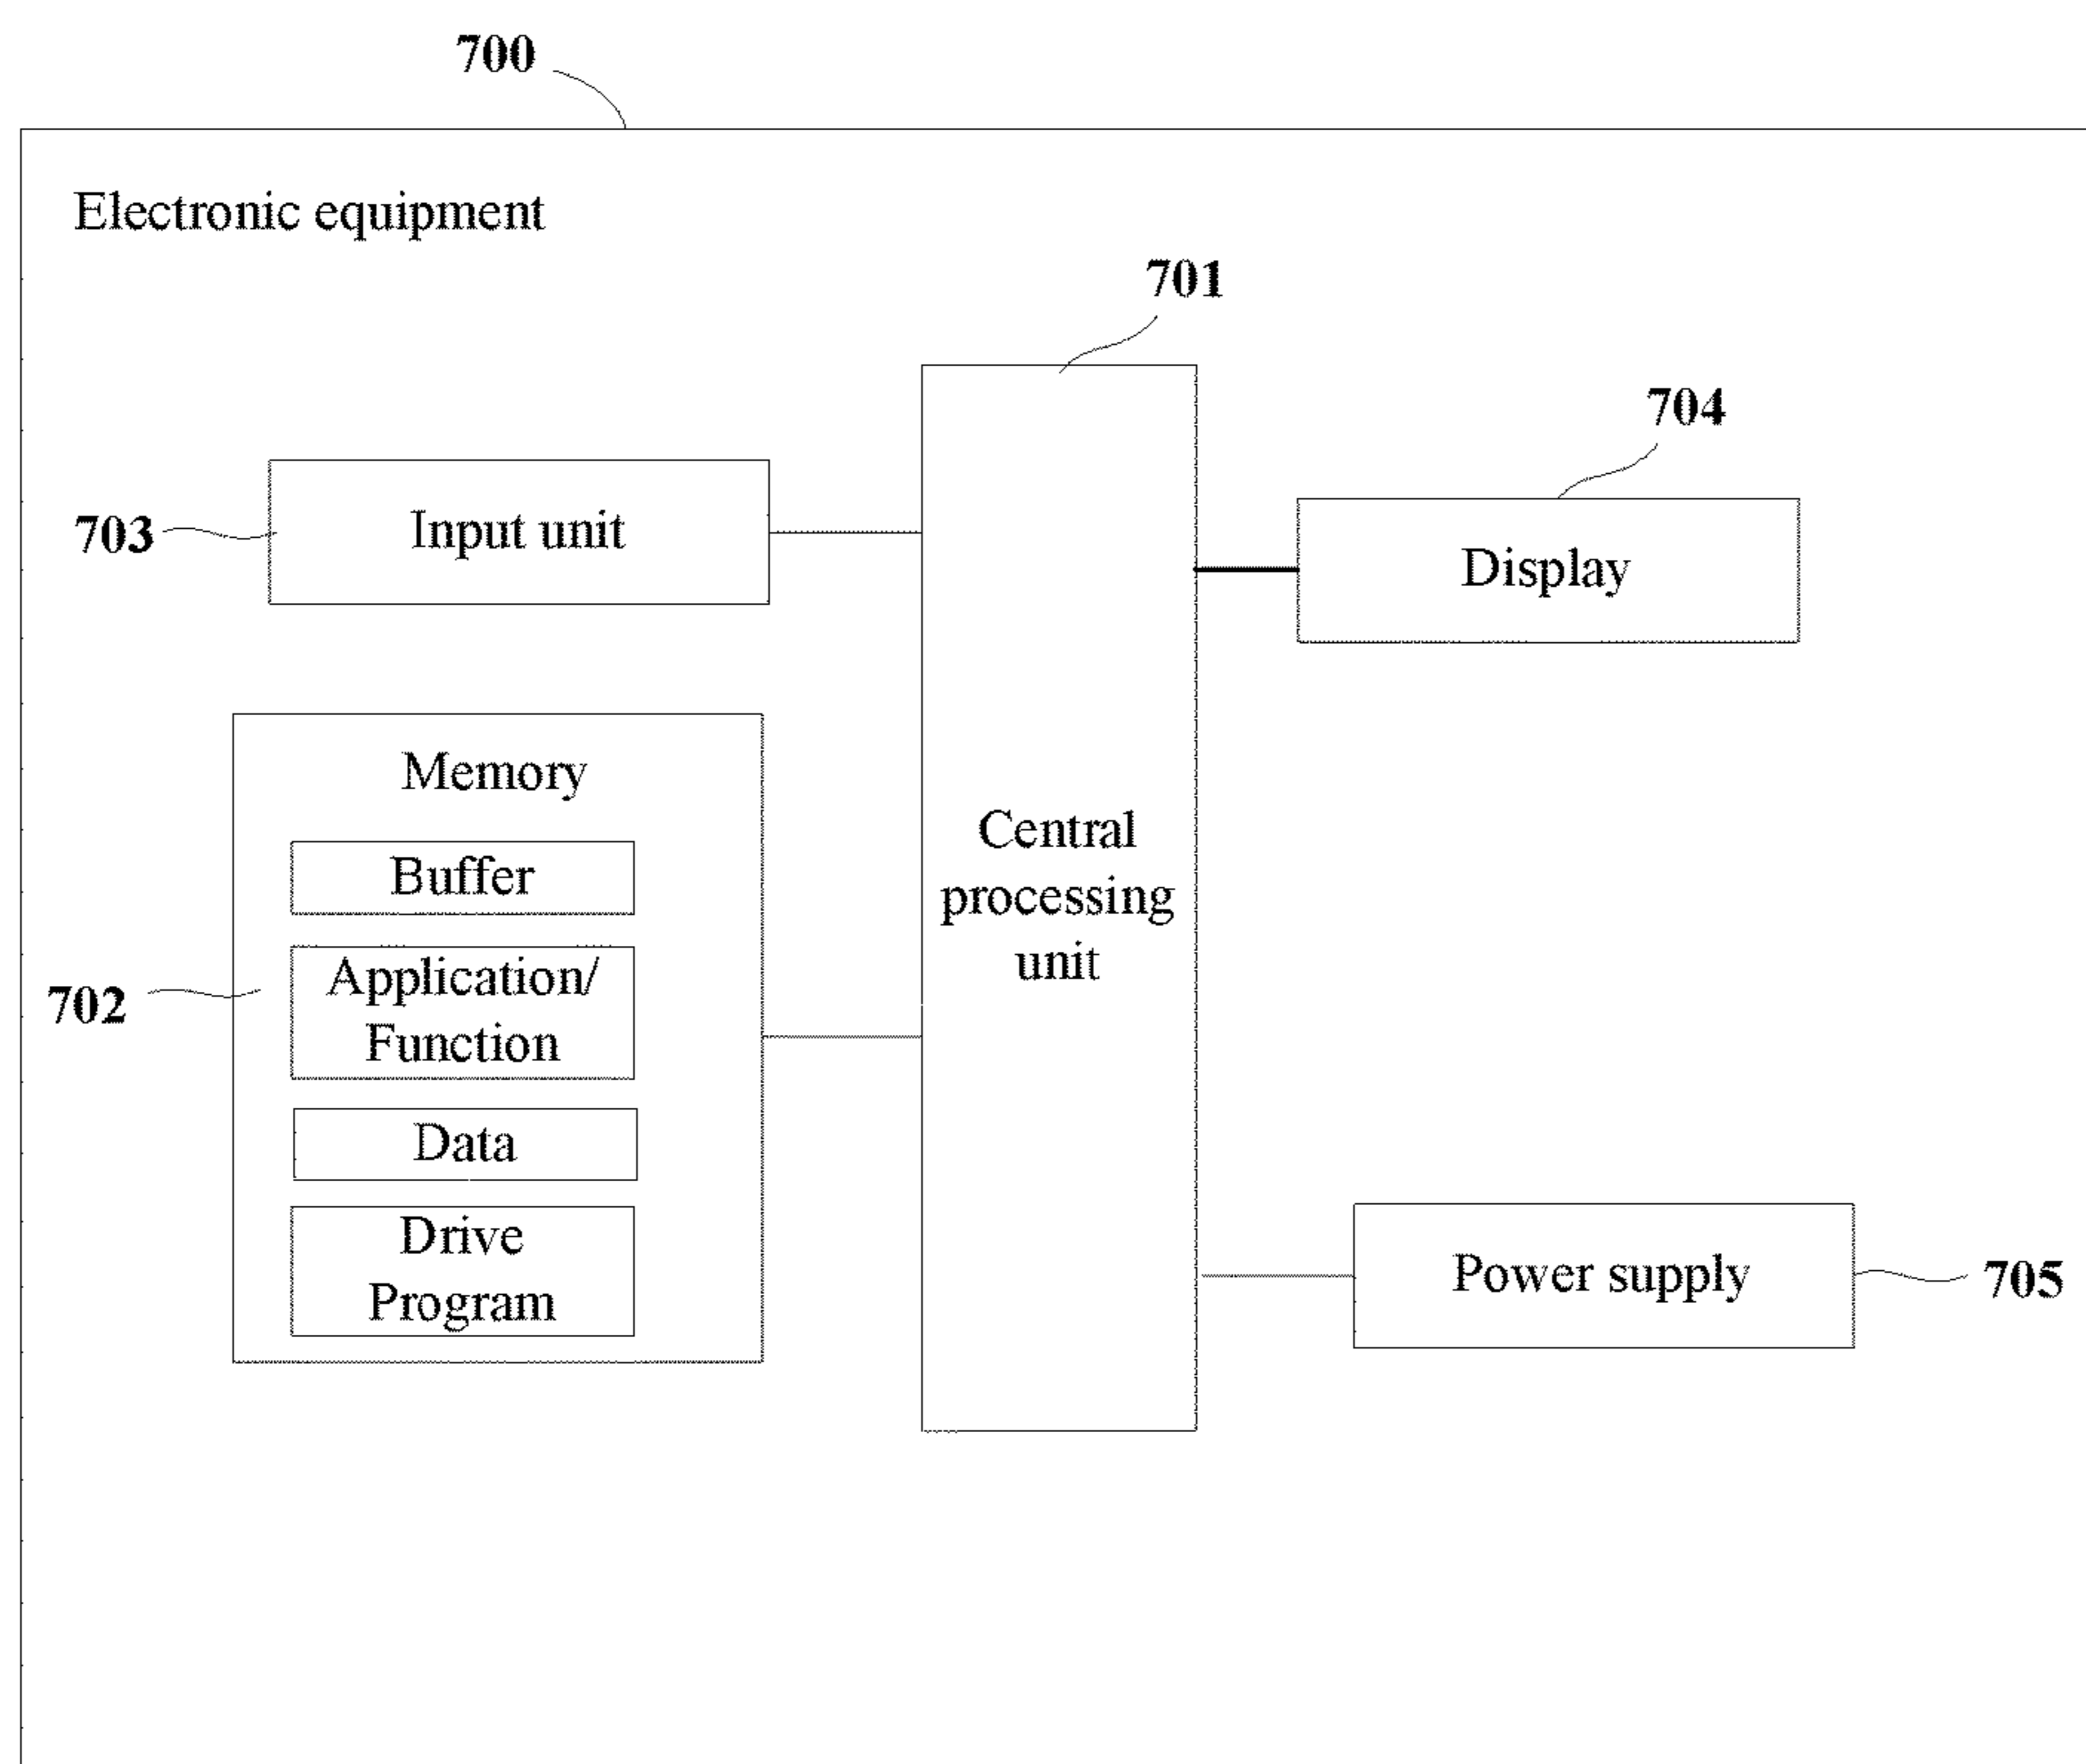 700
Electronic equipment
701
704
703
Input unit
Display
Memory
Buffer
Application/
Function
702
Data
Drive
Program
Central
processing
unit
Power supply
705